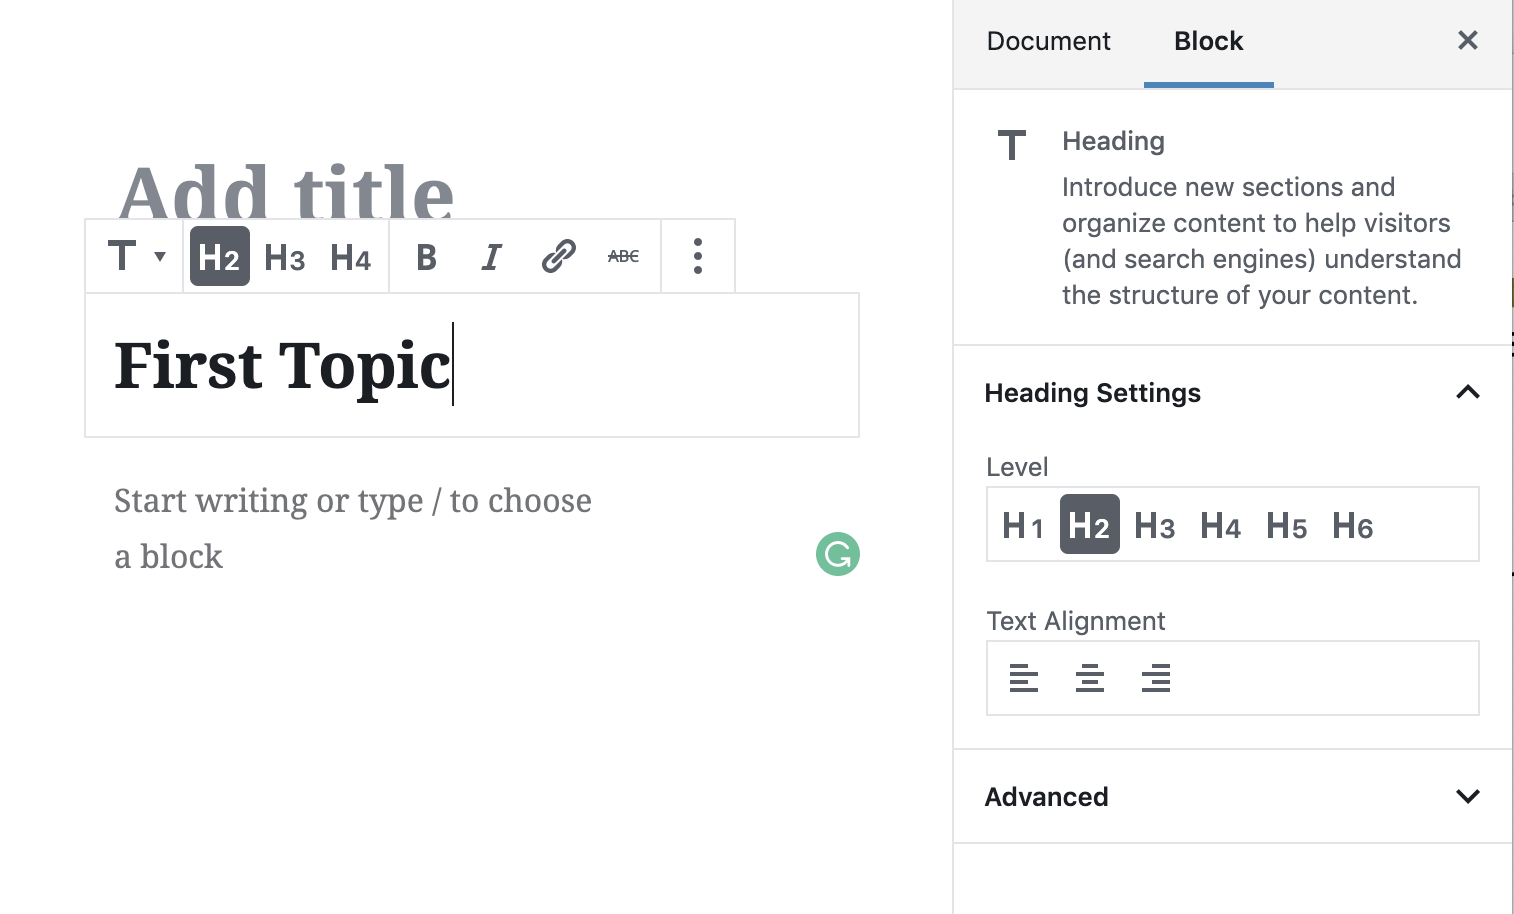 Add title
T H2 H3 H4 B I ABC
First Topic
Start writing or type / to choose
a block
Document Block
Heading
Introduce new sections and
organize content to help visitors
(and search engines) understand
the structure of your content.
Heading Settings
Level
H1 H2 H3 H4 H5 H6
Text Alignment
Advanced